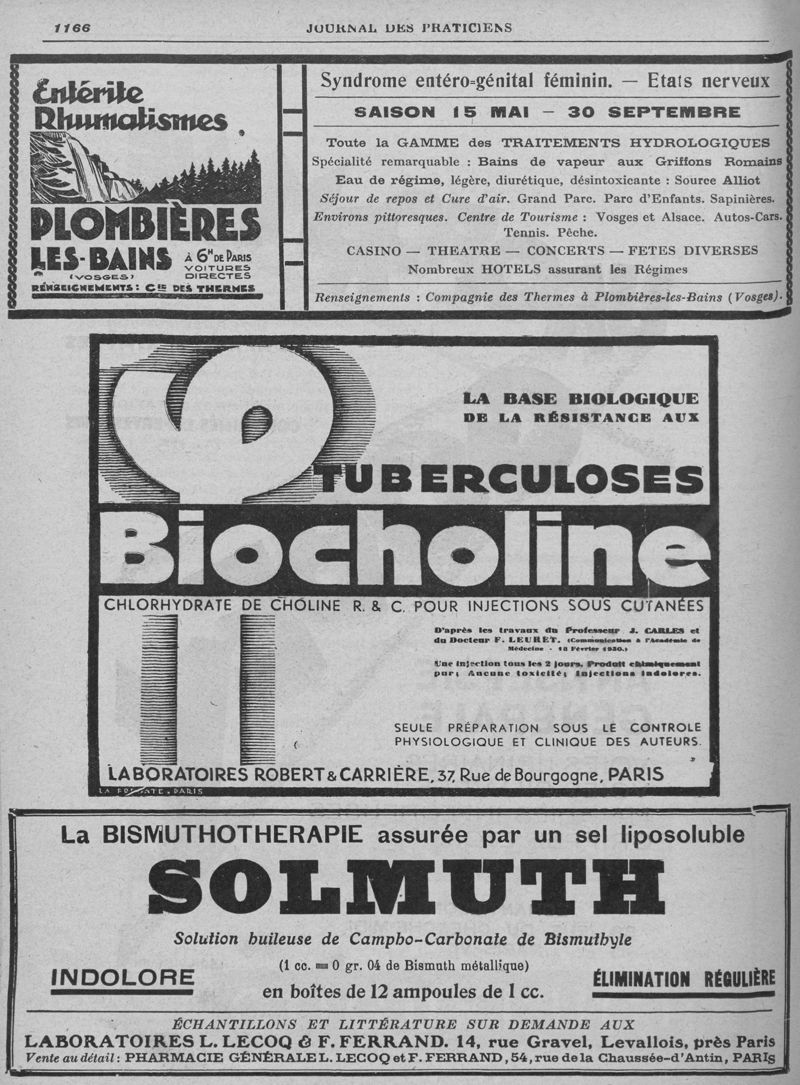 1166
JOURNAL DES PRATICIENS
Entérite
Rhumatismes
PLOMBIÈRES
LES-BAINS
(VOSGES)
À 6H DE PARIS
VOITURES
DIRECTES
RENSEIGNEMENTS : Cie DES THERMES
Syndrome entéro-génital féminin. — Etats nerveux
SAISON 15 MAI — 30 SEPTEMBRE
Toute la GAMME des TRAITEMENTS HYDROLOGIQUES
Spécialité remarquable : Bains de vapeur aux Griffons Romains
Eau de régime, légère, diurétique, désintoxicante : Source Alliot
Séjour de repos et Cure d'air. Grand Parc. Parc d'Enfants. Sapinières.
Environs pittoresques. Centre de Tourisme : Vosges et Alsace. Autos-Cars.
Tennis. Pêche.
CASINO — THEATRE — CONCERTS — FETES DIVERSES
Nombreux HOTELS assurant les Régimes
Renseignements : Compagnie des Thermes à Plombières-les-Bains (Vosges).
LA BASE BIOLOGIQUE
DE LA RÉSISTANCE AUX
TUBERCULOSES
Biocholine
CHLORHYDRATE DE CHOLINE R. & C. POUR INJECTIONS SOUS CUTANÉES
D'après les travaux du Professeur J. CARLES et
du Docteur F. LEURET. (Communication à l'Académie de
Médecine - 18 Février 1930.)
Une injection tous les 2 jours. Produit chimiquement
pur; Aucune toxicité; Injections indolores.
SEULE PRÉPARATION SOUS LE CONTROLE
PHYSIOLOGIQUE ET CLINIQUE DES AUTEURS.
LABORATOIRES ROBERT & CARRIÈRE, 37, Rue de Bourgogne, PARIS
LA PARIS
La BISMUTHOTHERAPIE assurée par un sel liposoluble
SOLMUTH
Solution huileuse de Campho-Carbonate de Bismuthyle
(1 cc. = 0 gr. 04 de Bismuth métallique)
INDOLORE
en boîtes de 12 ampoules de 1 cc.
ÉLIMINATION RÉGULIÈRE
ÉCHANTILLONS ET LITTÉRATURE SUR DEMANDE AUX
LABORATOIRES L. LECOQ & F. FERRAND. 14, rue Gravel, Levallois, près Paris
Vente au détail : PHARMACIE GÉNÉRALE L. LECOQ et F. FERRAND, 54, rue de la Chaussée-d'Antin, PARIS